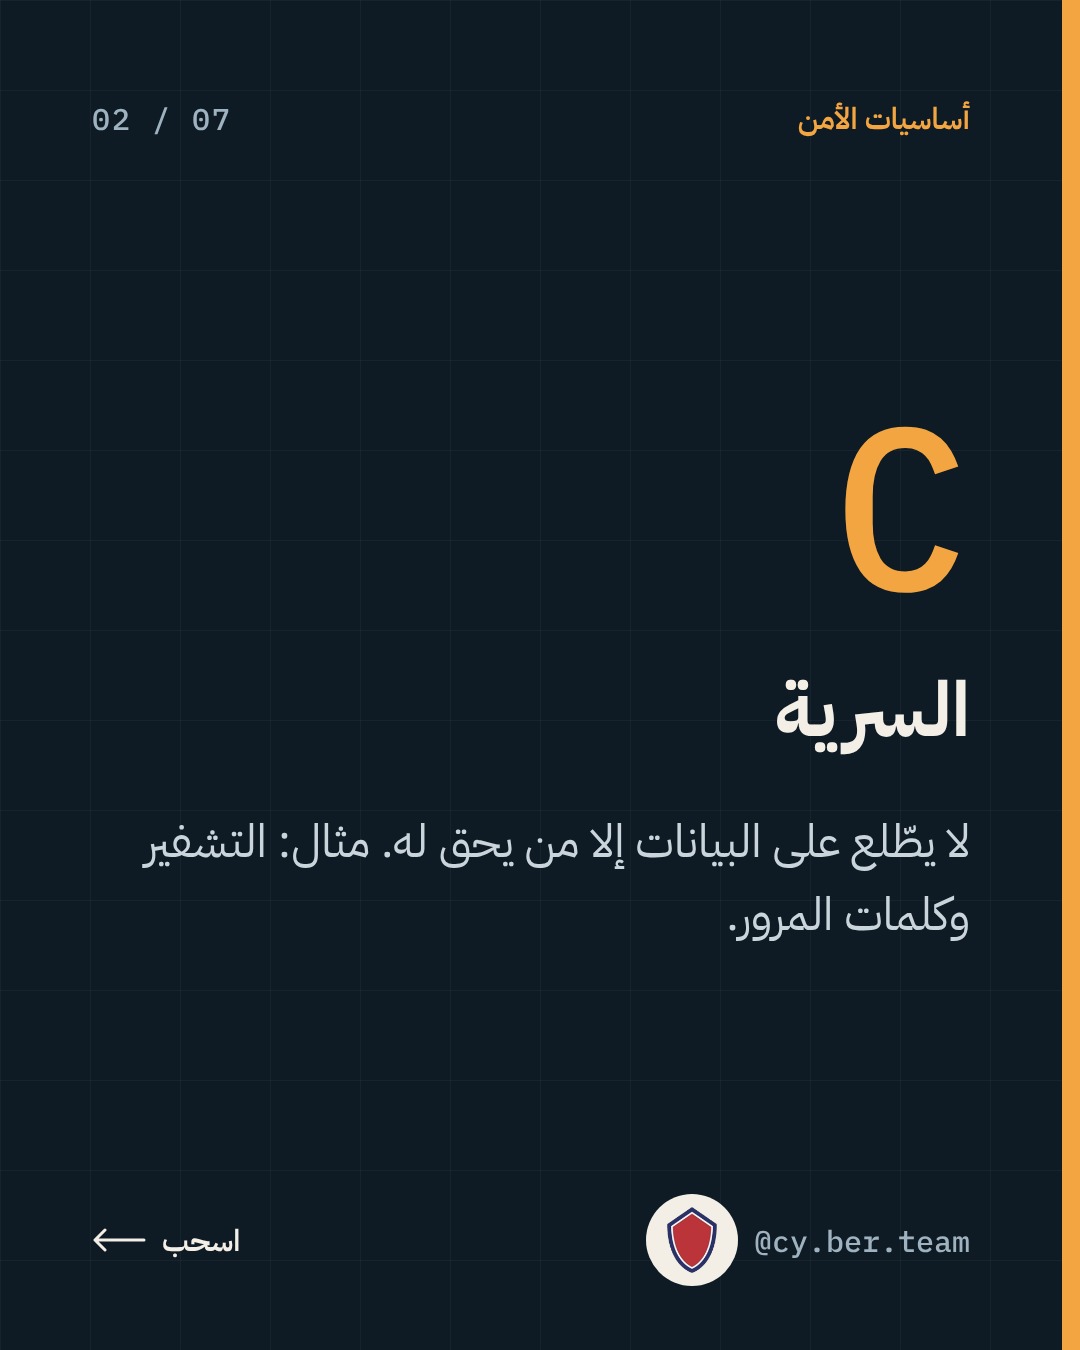 أساسيات الأمن
02 / 07
C
السرية
لا يطّلع على البيانات إلا من يحق له. مثال: التشفير
وكلمات المرور.
@cy.ber.team
اسحب ←